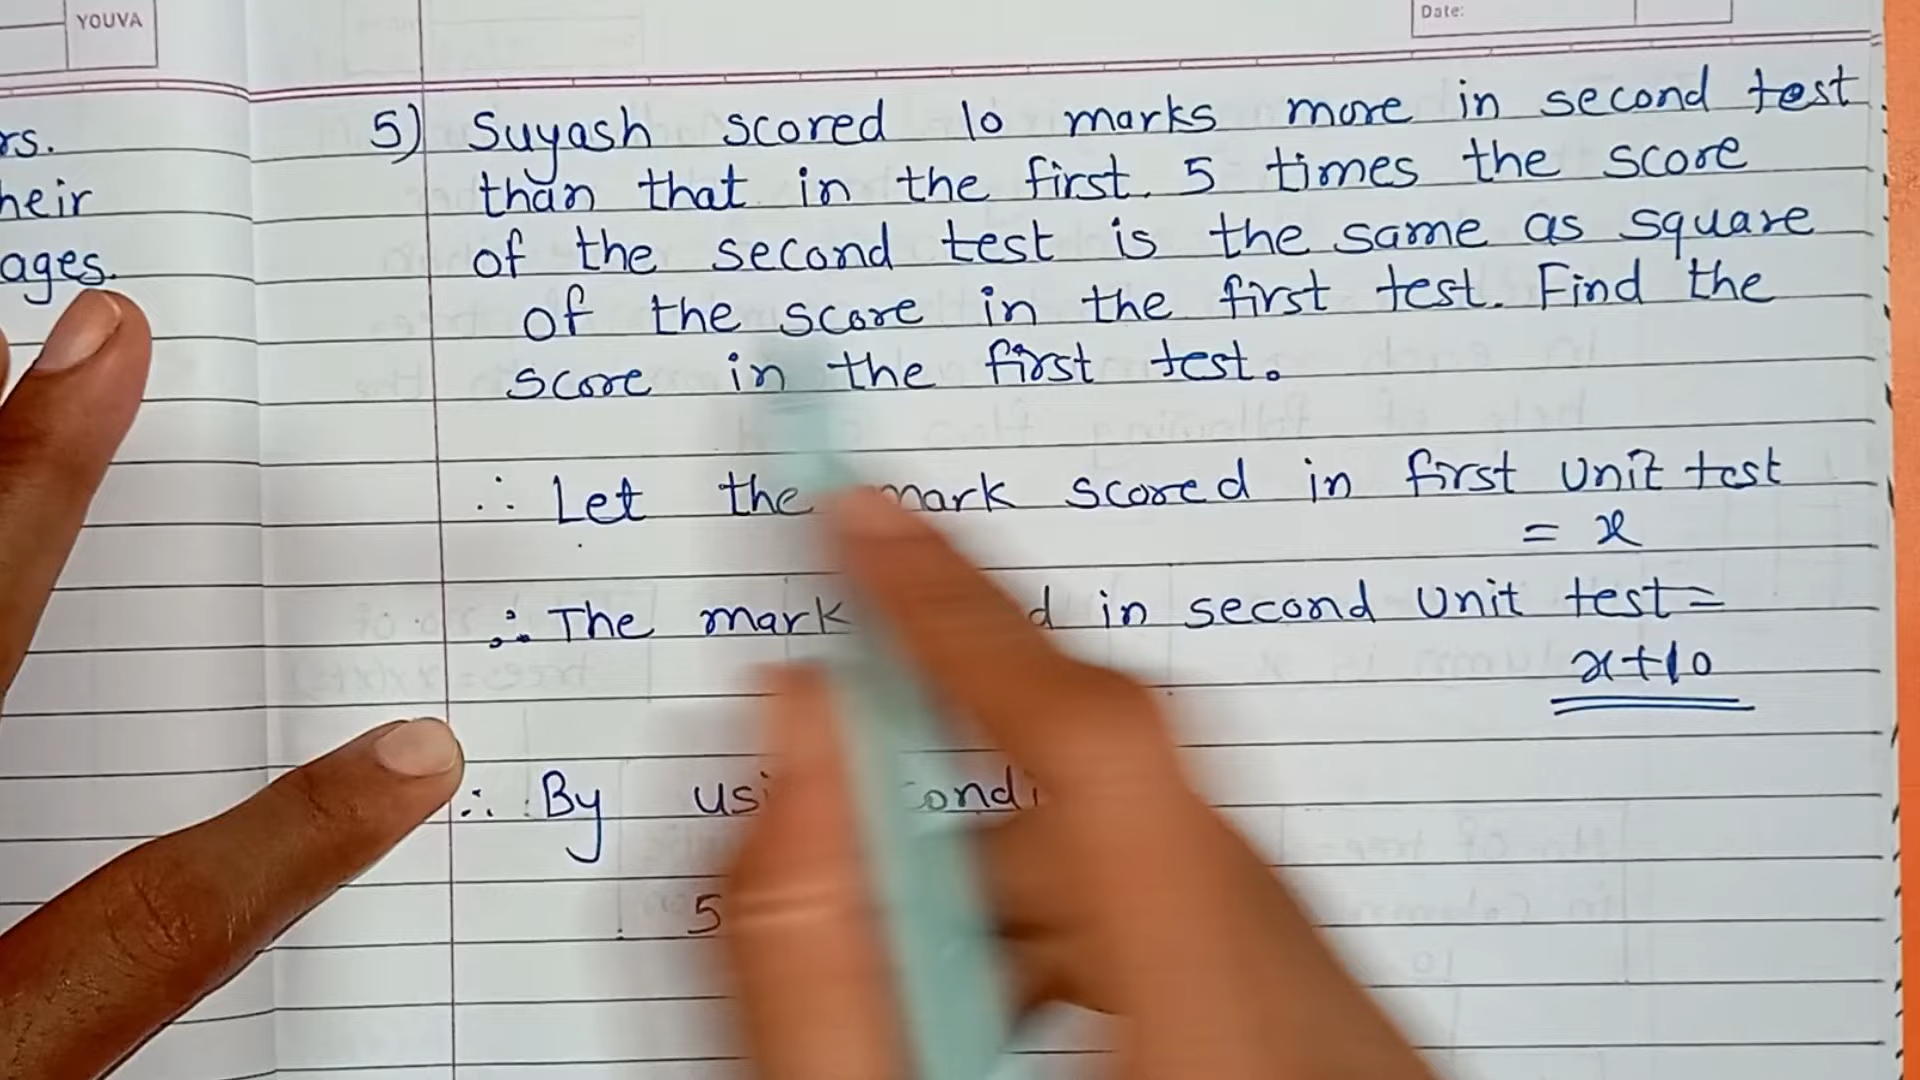 YOUVA
Date:
rs.
heir
ages.
5) Suyash scored 10 marks more in second test
than that in the first. 5 times the score
of the second test is the same as square
of the score in the first test. Find the
score in the first test.
∴ Let the mark scored in first unit test
= x
∴ The mark in second unit test =
x+10
∴ By
5